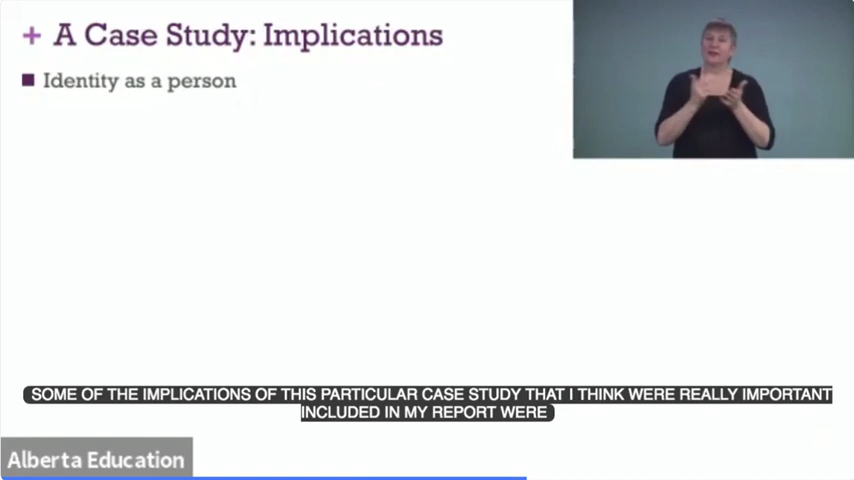 + A Case Study: Implications
■ Identity as a person
SOME OF THE IMPLICATIONS OF THIS PARTICULAR CASE STUDY THAT I THINK WERE REALLY IMPORTANT
INCLUDED IN MY REPORT WERE
Alberta Education